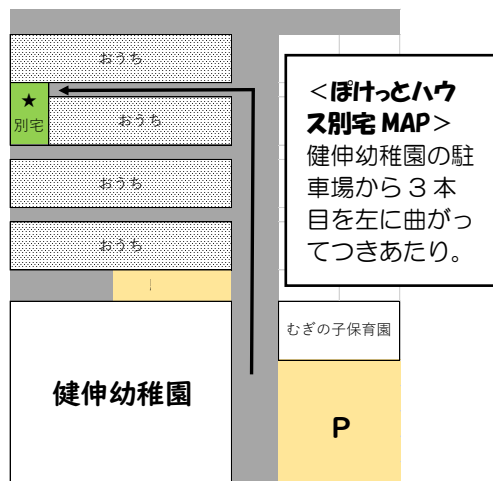 おうち
★
別宅
おうち
おうち
おうち
<ぽけっとハウ
ス別宅 MAP>
健伸幼稚園の駐
車場から3本
目を左に曲がっ
てつきあたり。
むぎの子保育園
健伸幼稚園
P